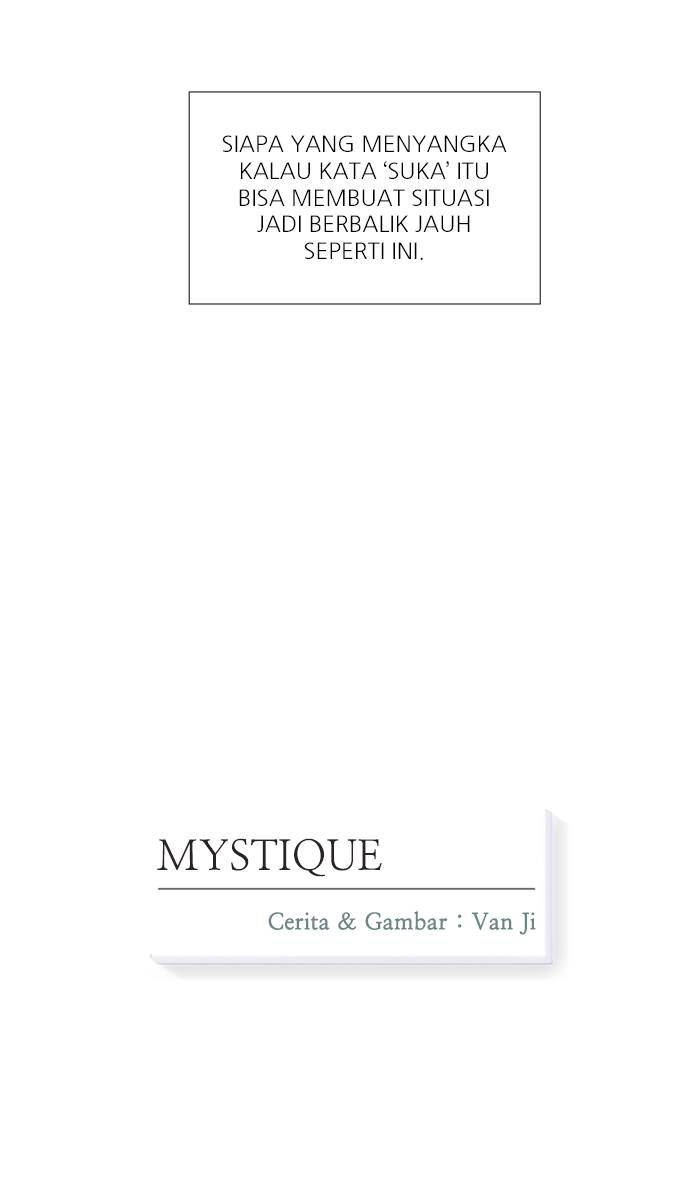 SIAPA YANG MENYANGKA
KALAU KATA ‘SUKA’ ITU
BISA MEMBUAT SITUASI
JADI BERBALIK JAUH
SEPERTI INI.
MYSTIQUE
Cerita & Gambar : Van Ji